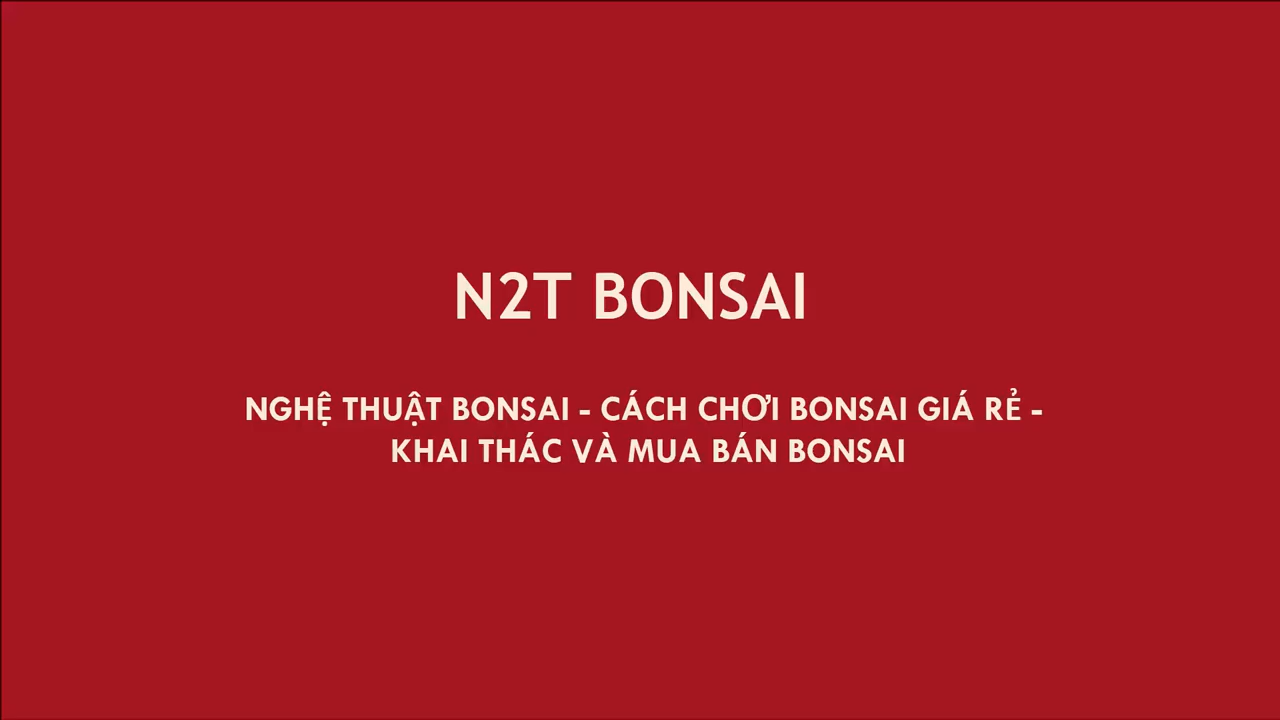 N2T BONSAI
NGHỆ THUẬT BONSAI - CÁCH CHƠI BONSAI GIÁ RẺ -
KHAI THÁC VÀ MUA BÁN BONSAI